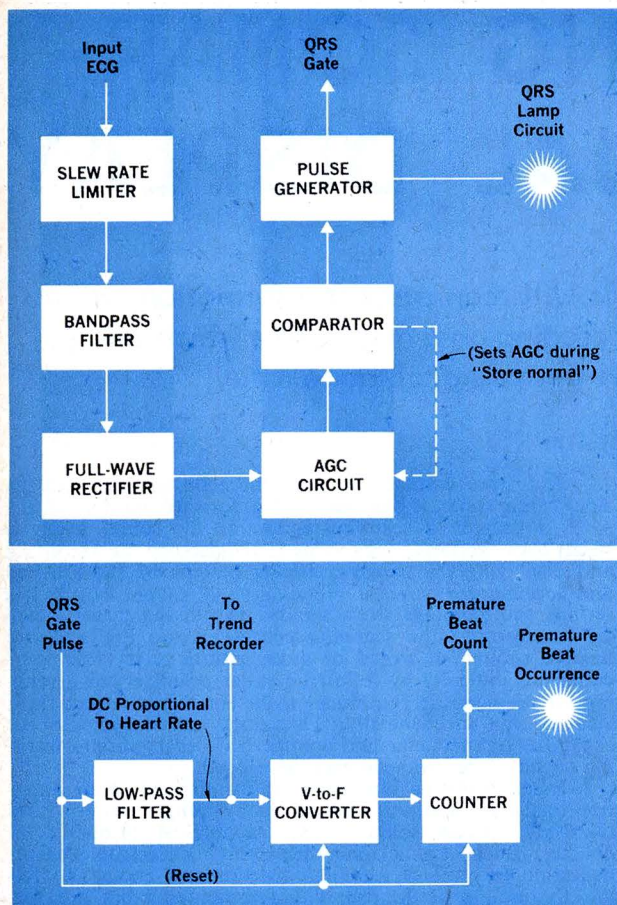 Input
ECG
QRS
Gate
QRS
Lamp
Circuit
SLEW RATE
LIMITER
PULSE
GENERATOR
BANDPASS
FILTER
COMPARATOR
(Sets AGC during
"Store normal")
FULL-WAVE
RECTIFIER
AGC
CIRCUIT
QRS
Gate
Pulse
To
Trend
Recorder
Premature
Beat
Count
Premature
Beat
Occurrence
DC Proportional
To Heart Rate
LOW-PASS
FILTER
V-to-F
CONVERTER
COUNTER
(Reset)